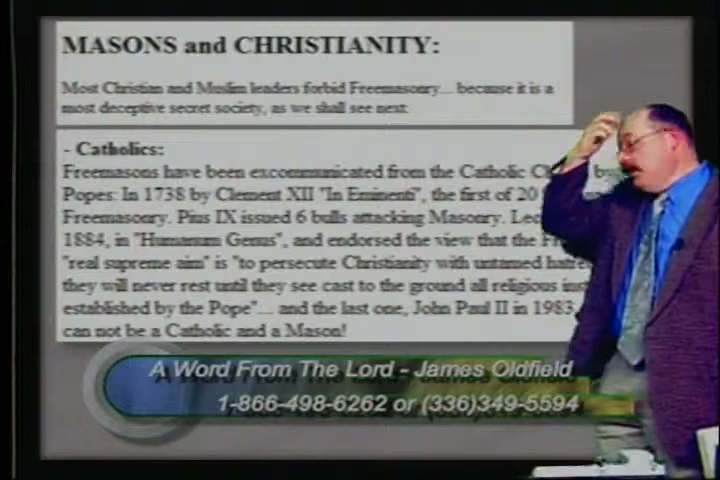 MASONS and CHRISTIANITY:
Most Christian and Muslim leaders forbid Freemasonry... because it is a
most deceptive secret society, as we shall see next:
- Catholics:
Freemasons have been excommunicated from the Catholic Ch by
Popes: In 1738 by Clement XII "In Eminenti", the first of 20
Freemasonry. Pius IX issued 6 bulls attacking Masonry. Leo
1884, in "Humanum Genus", and endorsed the view that the Fr
"real supreme aim" is "to persecute Christianity with untamed hatre
they will never rest until they see cast to the ground all religious ins
established by the Pope"... and the last one, John Paul II in 1983,
can not be a Catholic and a Mason!
A Word From The Lord - James Oldfield
1-866-498-6262 or (336)349-5594